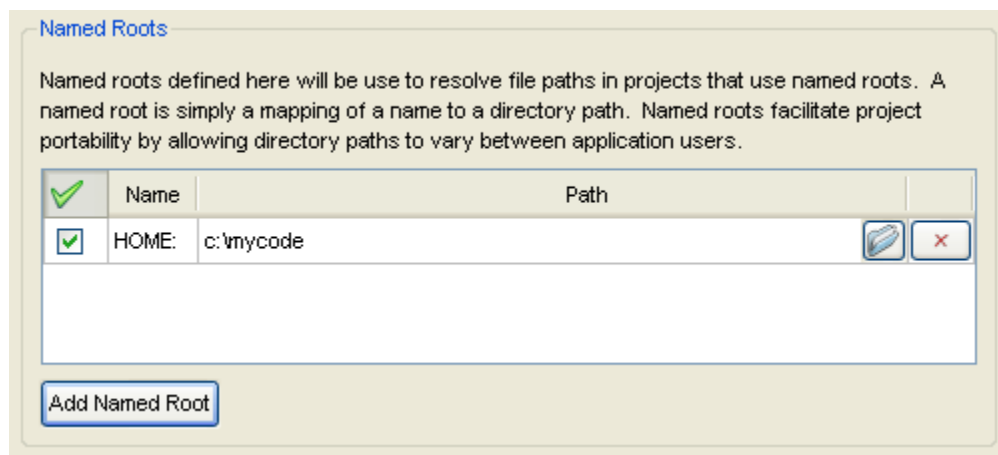 Named Roots
Named roots defined here will be use to resolve file paths in projects that use named roots. A
named root is simply a mapping of a name to a directory path. Named roots facilitate project
portability by allowing directory paths to vary between application users.
Name Path
HOME: c:\mycode
Add Named Root